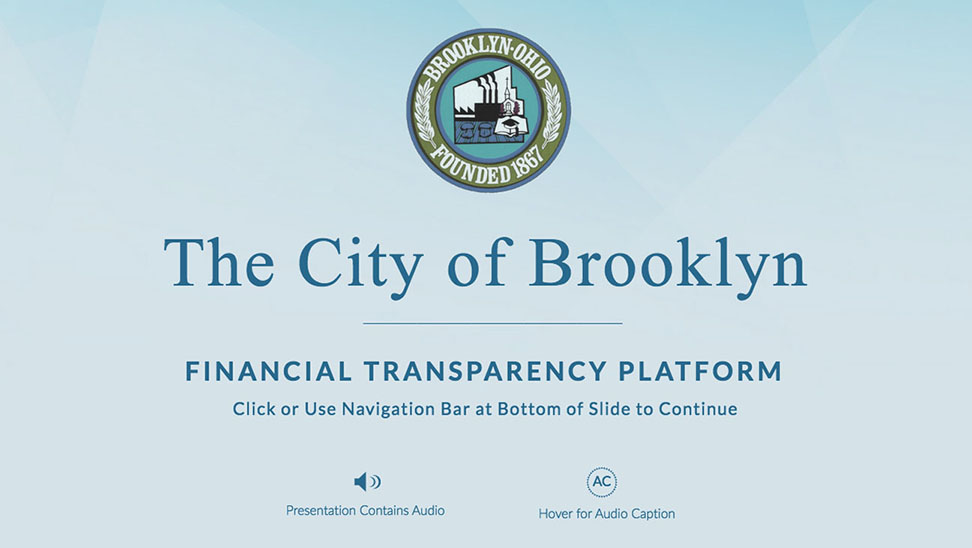 BROOKLYN-OHIO
FOUNDED 1867
The City of Brooklyn
FINANCIAL TRANSPARENCY PLATFORM
Click or Use Navigation Bar at Bottom of Slide to Continue
AC
Presentation Contains Audio
Hover for Audio Caption